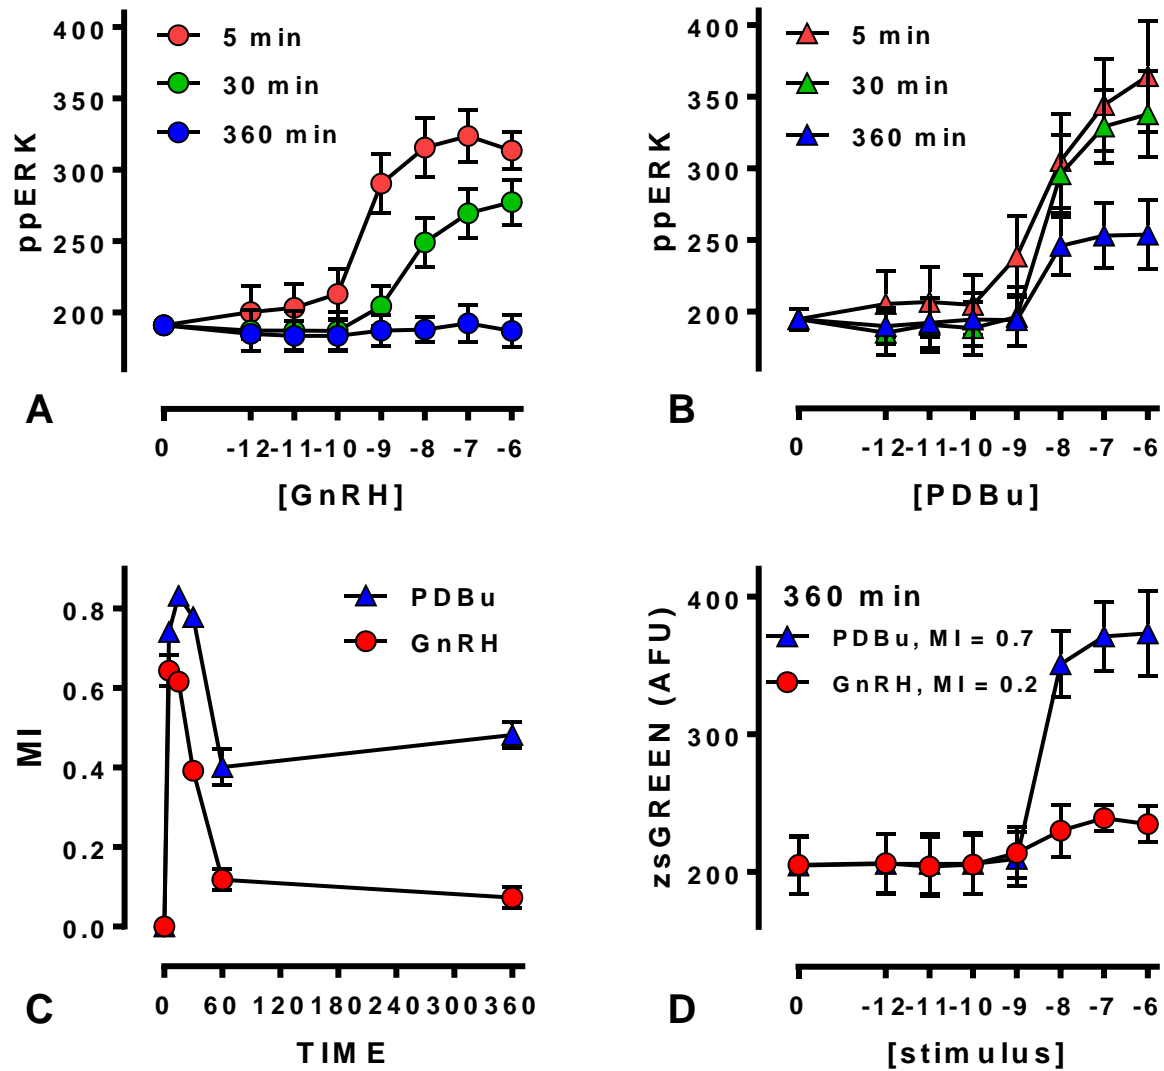 400
350
300
250
200
ppERK
5 min
30 min
360 min
0 -12 -11 -10 -9 -8 -7 -6
[GnRH]
A
400
350
300
250
200
ppERK
5 min
30 min
360 min
0 -12 -11 -10 -9 -8 -7 -6
[PDBu]
B
0.8
0.6
0.4
0.2
0.0
MI
PDBu
GnRH
0 60 120 180 240 300 360
TIME
C
400
300
200
zsGREEN (AFU)
360 min
PDBu, MI = 0.7
GnRH, MI = 0.2
0 -12 -11 -10 -9 -8 -7 -6
[stimulus]
D